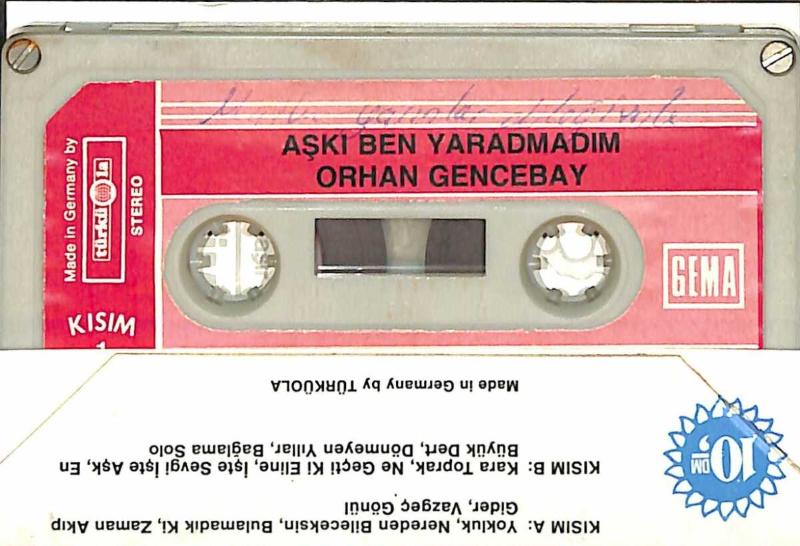 AŞKI BEN YARADMADIM
ORHAN GENCEBAY
Made in Germany by
türküola
STEREO
GEMA
KISIM
1
Made in Germany by TÜRKÜOLA
KISIM B: Kara Toprak, Ne Geçti Ki Eline, İşte Sevgi İşte Aşk, En
Büyük Dert, Dönmeyen Yıllar, Bağlama Solo
KISIM A: Yokluk, Nereden Bileceksin, Bulamadık Ki, Zaman Akıp
Gider, Vazgeç Gönül
10,-
DM